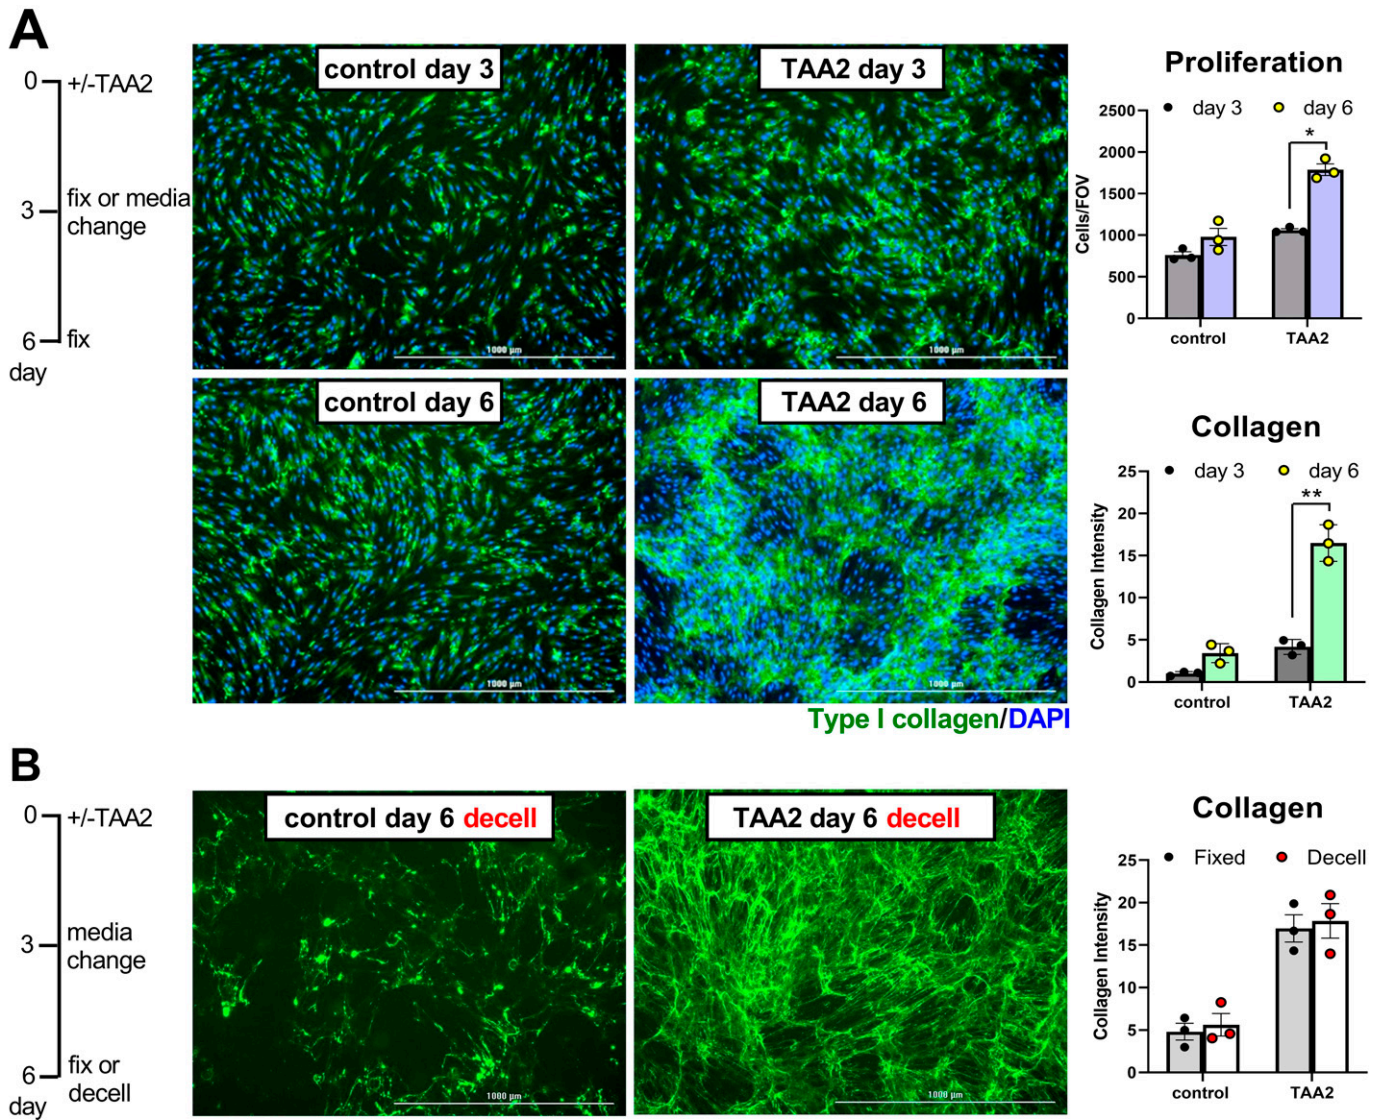 A
0 +/-TAA2
3 fix or media
change
6 fix
day
control day 3
1000 µm
TAA2 day 3
1000 µm
control day 6
1000 µm
TAA2 day 6
1000 µm
Type I collagen/DAPI
Proliferation
day 3 day 6
Cells/FOV
2500
2000
1500
1000
500
0
*
control TAA2
Collagen
day 3 day 6
Collagen Intensity
25
20
15
10
5
0
**
control TAA2
B
0 +/-TAA2
3 media
change
6 fix or
decell
day
control day 6 decell
1000 µm
TAA2 day 6 decell
1000 µm
Collagen
Fixed Decell
Collagen Intensity
25
20
15
10
5
0
control TAA2